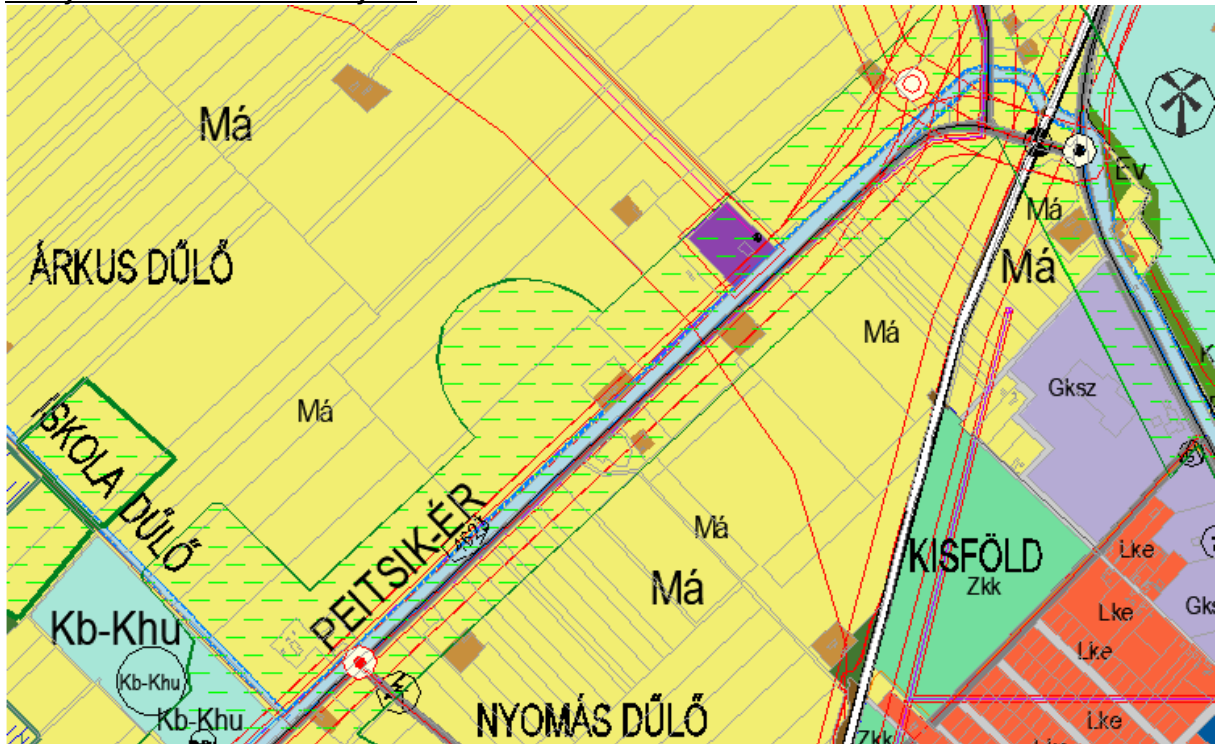 Má
EV
Má
ÁRKUS DŰLŐ
Má
Má
Gksz
Má
ISKOLA DŰLŐ
PEITSIK-ÉR
Má
KISFÖLD
Zkk
Lke
Má
Lke
Kb-Khu
Lke
Kb-Khu
Kb-Khu
NYOMÁS DŰLŐ
Lke
Zkk
Lke